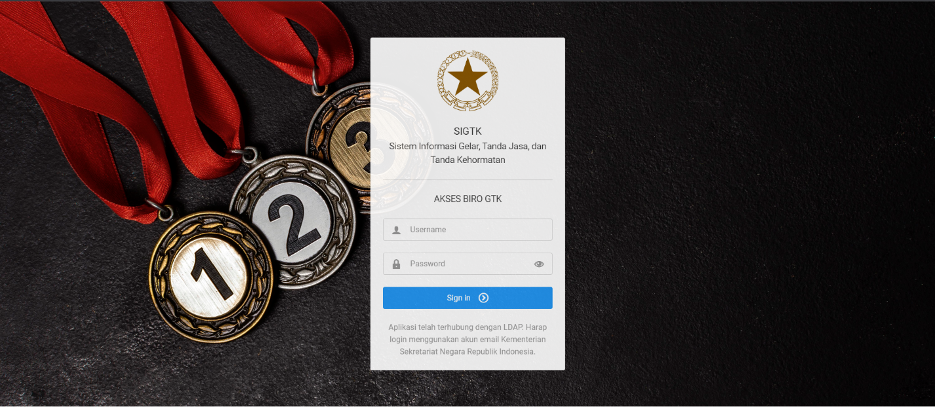 3
2
1
SIGTK
Sistem Informasi Gelar, Tanda Jasa, dan
Tanda Kehormatan
AKSES BIRO GTK
Username
Password
Sign in
Aplikasi telah terhubung dengan LDAP. Harap
login menggunakan akun email Kementerian
Sekretariat Negara Republik Indonesia.